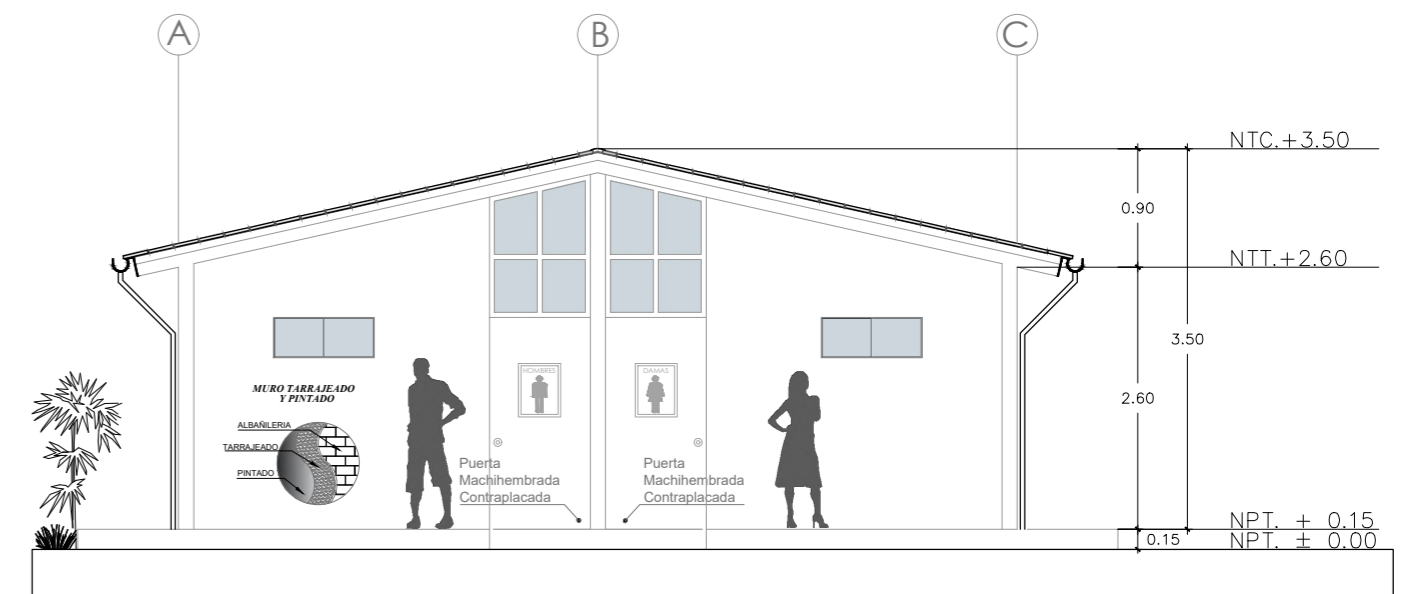 A
B
C
NTC.+3.50
0.90
NTT.+2.60
3.50
2.60
HOMBRES
DAMAS
MURO TARRAJEADO
Y PINTADO
ALBAÑILERIA
TARRAJEADO
PINTADO
Puerta
Machihembrada
Contraplacada
Puerta
Machihembrada
Contraplacada
NPT. + 0.15
0.15
NPT. ± 0.00